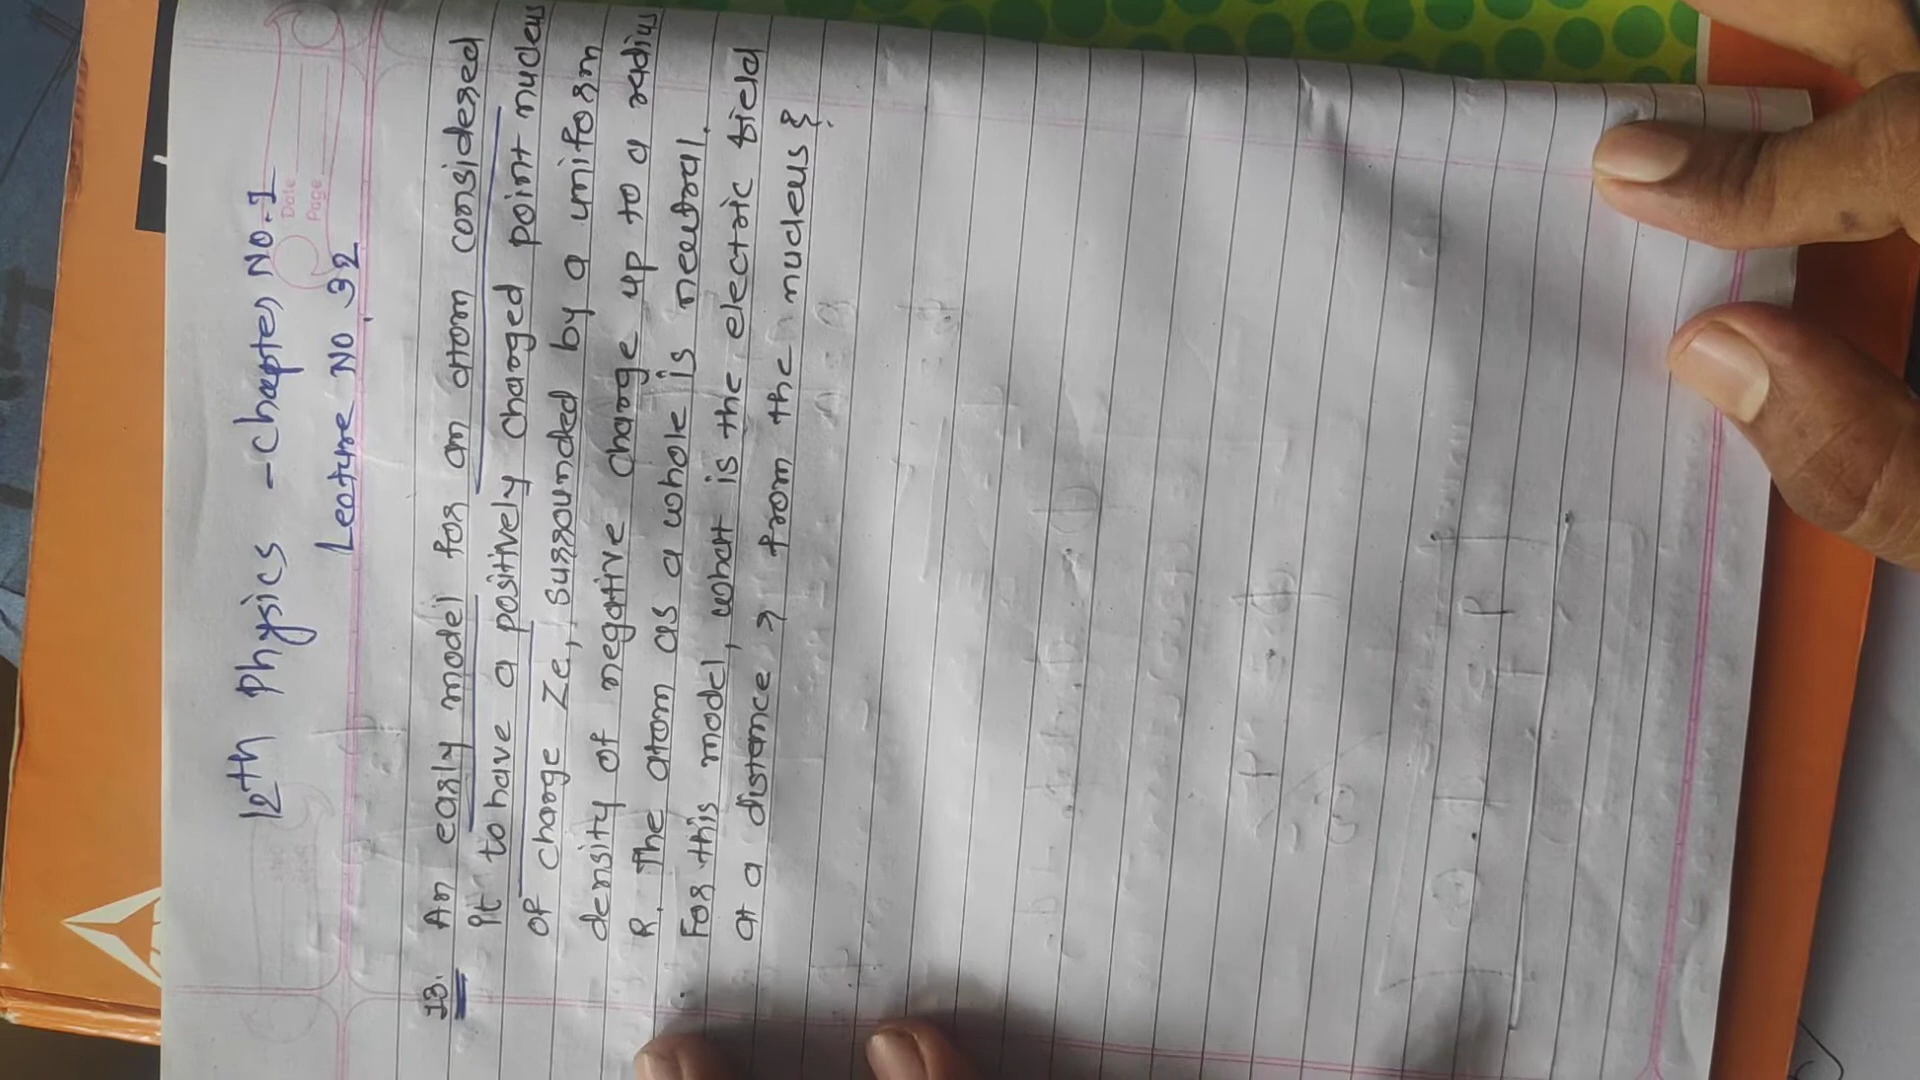 12th Physics - Chapter No.1
Lecture No. 32
Date
Page
13. An early model for an atom considered
it to have a positively charged point nucleus
of charge Ze, surrounded by a uniform
density of negative charge up to a radius
R. The atom as a whole is neutral.
For this model, what is the electric field
at a distance r from the nucleus?